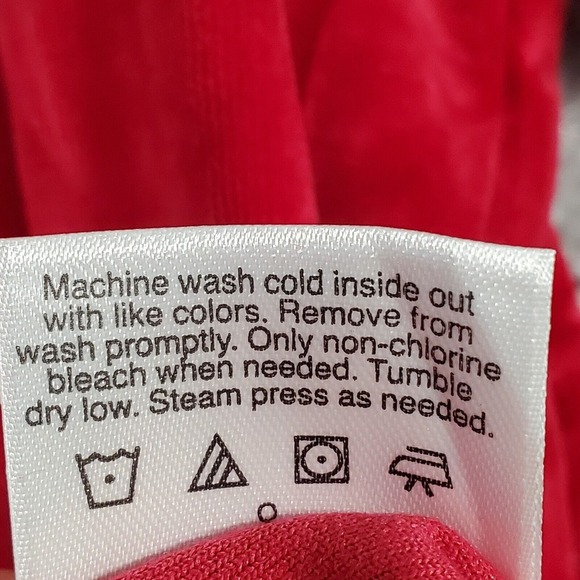 Machine wash cold inside out
with like colors. Remove from
wash promptly. Only non-chlorine
bleach when needed. Tumble
dry low. Steam press as needed.